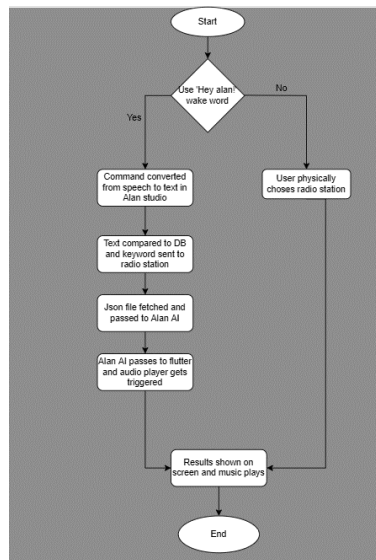 Start
Use 'Hey alan!'
wake word
Yes
No
Command converted
from speech to text in
Alan studio
User physically
choses radio station
Text compared to DB
and keyword sent to
radio station
Json file fetched and
passed to Alan AI
Alan AI passes to flutter
and audio player gets
triggered
Results shown on
screen and music plays
End